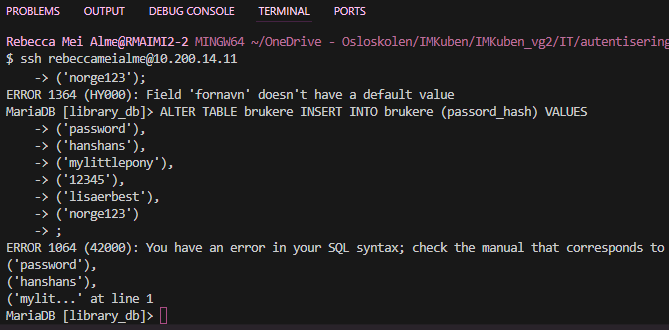 PROBLEMS OUTPUT DEBUG CONSOLE TERMINAL PORTS
Rebecca Mei Alme@RMAIMI2-2 MINGW64 ~/OneDrive - Osloskolen/IMKuben/IMKuben_vg2/IT/autentisering
$ ssh rebeccameialme@10.200.14.11
    -> ('norge123');
ERROR 1364 (HY000): Field 'fornavn' doesn't have a default value
MariaDB [library_db]> ALTER TABLE brukere INSERT INTO brukere (passord_hash) VALUES
    -> ('password'),
    -> ('hanshans'),
    -> ('mylittlepony'),
    -> ('12345'),
    -> ('lisaerbest'),
    -> ('norge123')
    -> ;
ERROR 1064 (42000): You have an error in your SQL syntax; check the manual that corresponds to
('password'),
('hanshans'),
('mylit...' at line 1
MariaDB [library_db]>